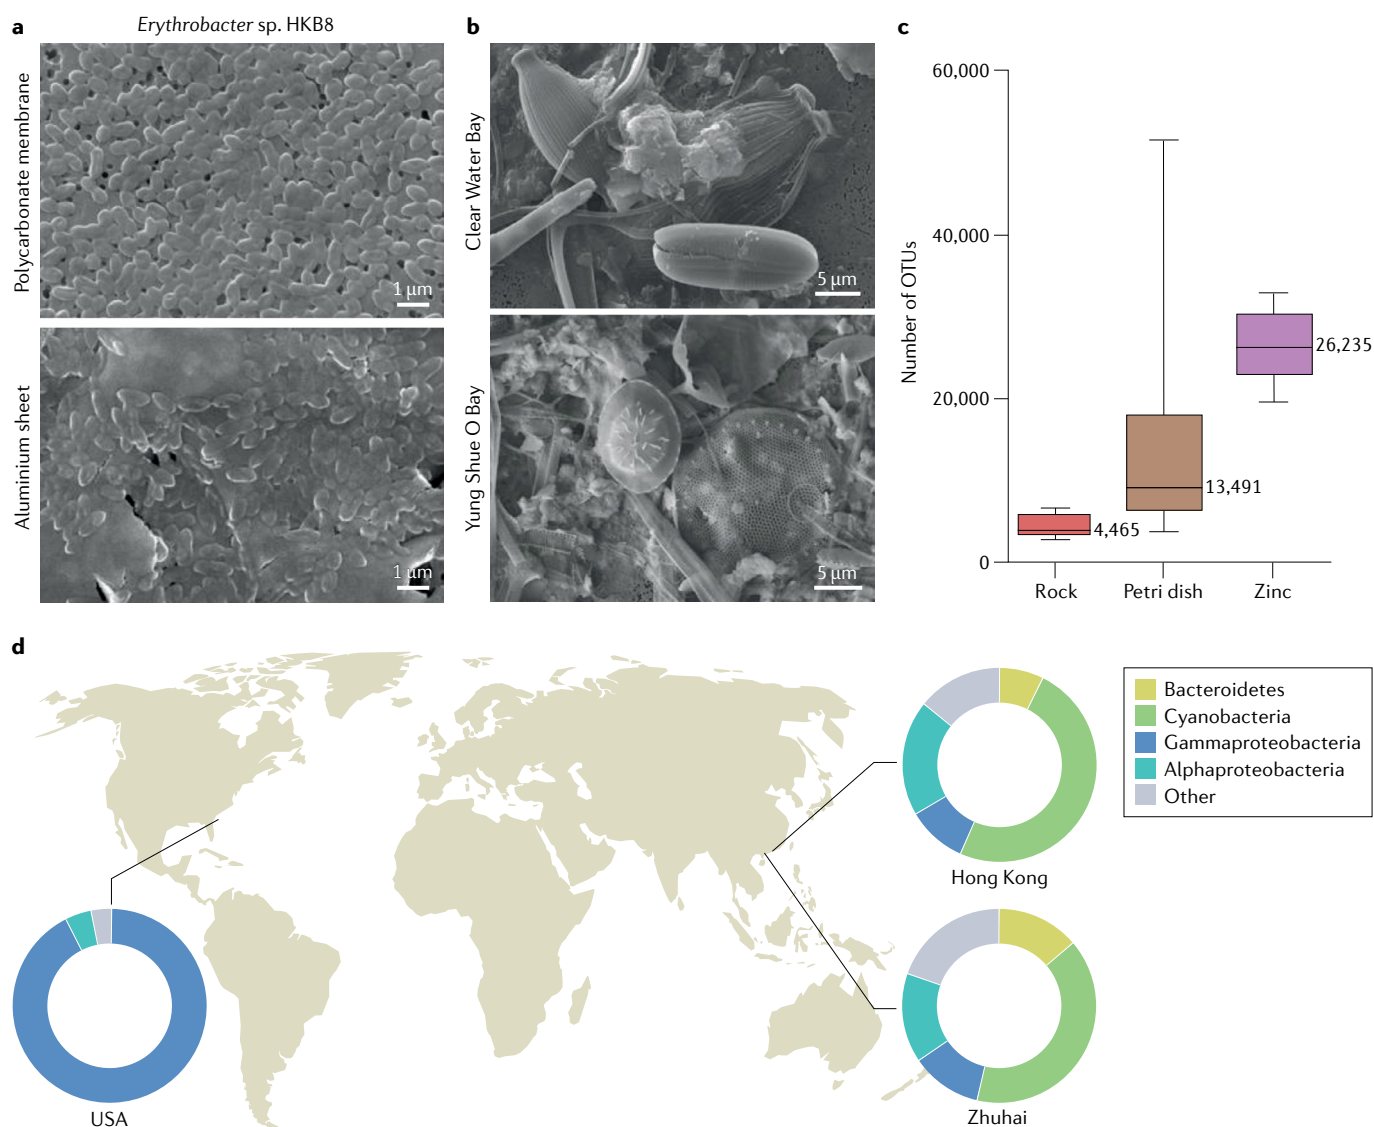 a
Erythrobacter sp. HKB8
Polycarbonate membrane
1 µm
Aluminium sheet
1 µm
b
Clear Water Bay
5 µm
Yung Shue O Bay
5 µm
c
Number of OTUs
60,000
40,000
20,000
0
4,465
13,491
26,235
Rock
Petri dish
Zinc
d
USA
Hong Kong
Zhuhai
Bacteroidetes
Cyanobacteria
Gammaproteobacteria
Alphaproteobacteria
Other